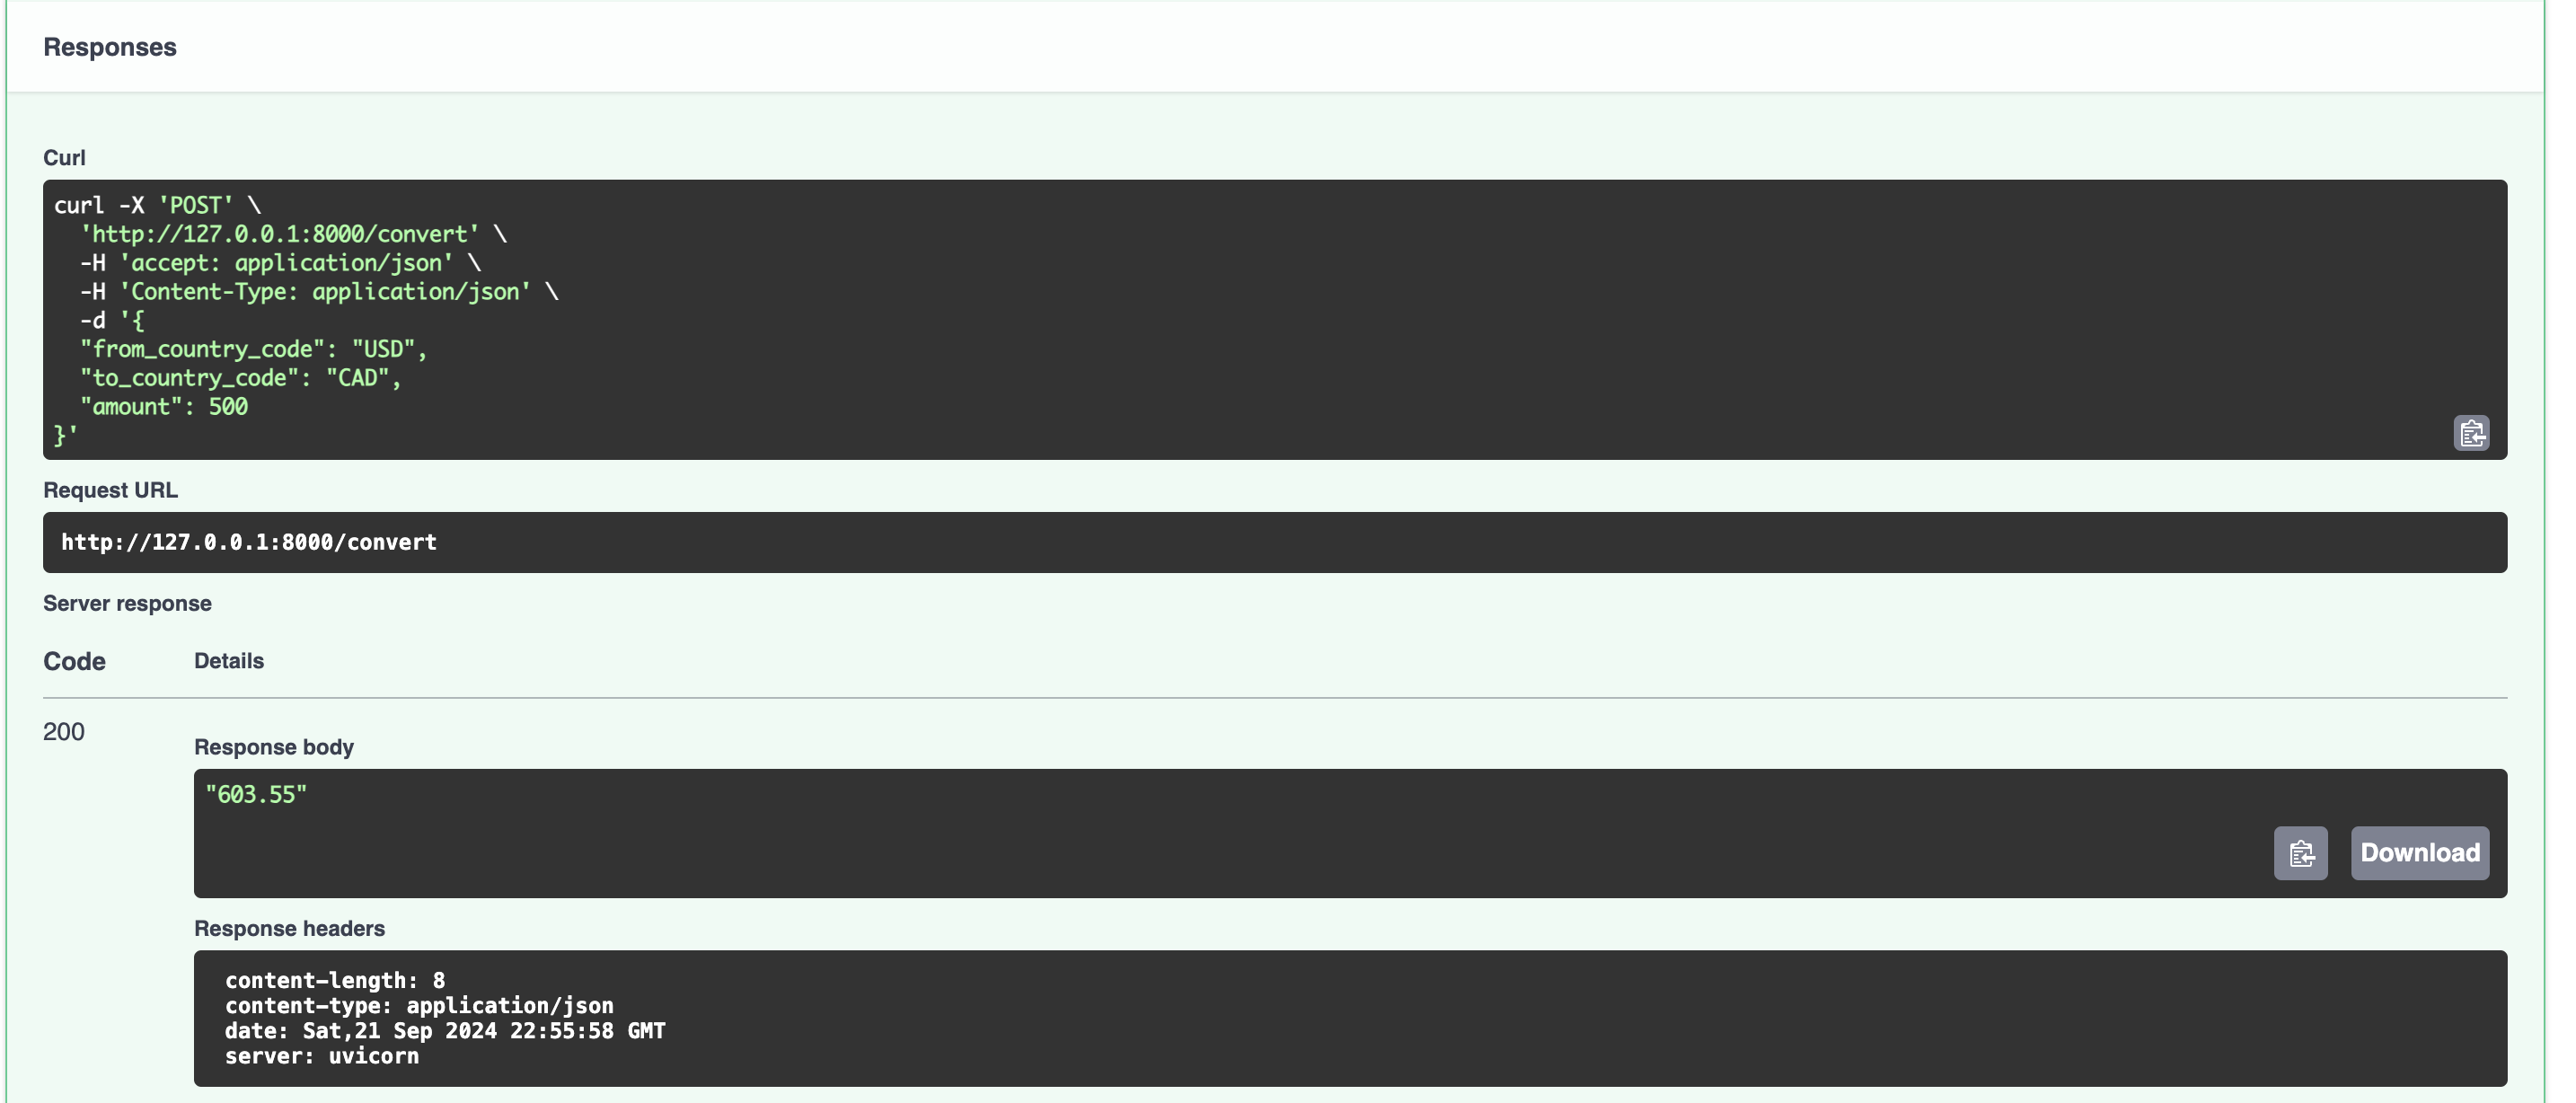 Responses
Curl
curl -X 'POST' \
'http://127.0.0.1:8000/convert' \
-H 'accept: application/json' \
-H 'Content-Type: application/json' \
-d '{
"from_country_code": "USD",
"to_country_code": "CAD",
"amount": 500
}'
Request URL
http://127.0.0.1:8000/convert
Server response
Code Details
200
Response body
"603.55"
Download
Response headers
content-length: 8
content-type: application/json
date: Sat,21 Sep 2024 22:55:58 GMT
server: uvicorn